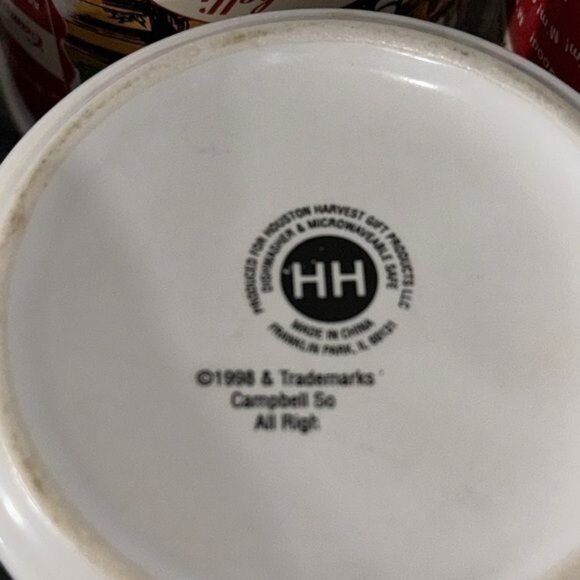 PRODUCED FOR HOUSTON HARVEST GIFT PRODUCTS LLC
DISHWASHER & MICROWAVEABLE SAFE
HH
MADE IN CHINA
FRANKLIN PARK, IL 60131
©1998 & Trademarks
Campbell So
All Righ